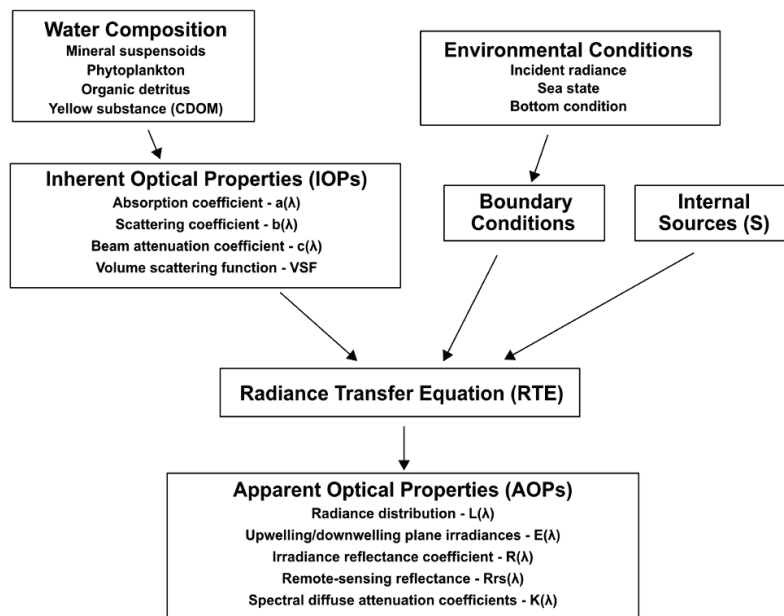 Water Composition
Mineral suspensoids
Phytoplankton
Organic detritus
Yellow substance (CDOM)
Environmental Conditions
Incident radiance
Sea state
Bottom condition
Inherent Optical Properties (IOPs)
Absorption coefficient - a(λ)
Scattering coefficient - b(λ)
Beam attenuation coefficient - c(λ)
Volume scattering function - VSF
Boundary
Conditions
Internal
Sources (S)
Radiance Transfer Equation (RTE)
Apparent Optical Properties (AOPs)
Radiance distribution - L(λ)
Upwelling/downwelling plane irradiances - E(λ)
Irradiance reflectance coefficient - R(λ)
Remote-sensing reflectance - Rrs(λ)
Spectral diffuse attenuation coefficients - K(λ)